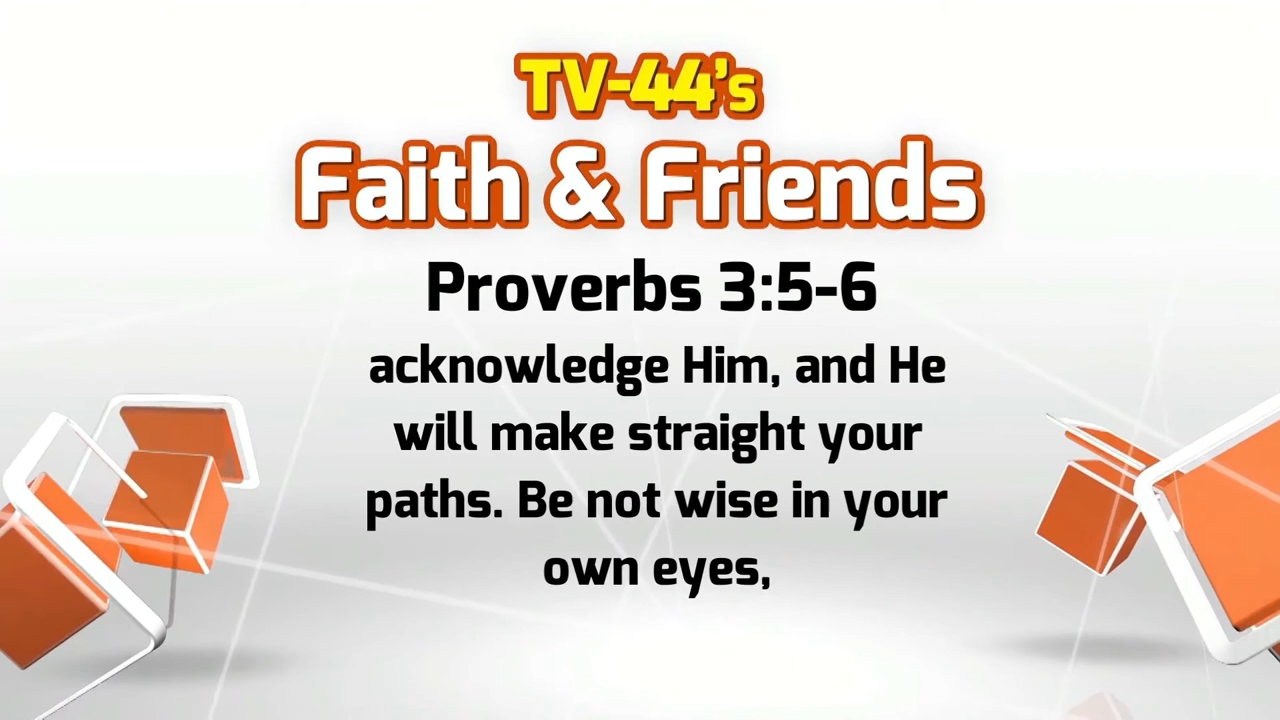 TV-44's
Faith & Friends
Proverbs 3:5-6
acknowledge Him, and He
will make straight your
paths. Be not wise in your
own eyes,